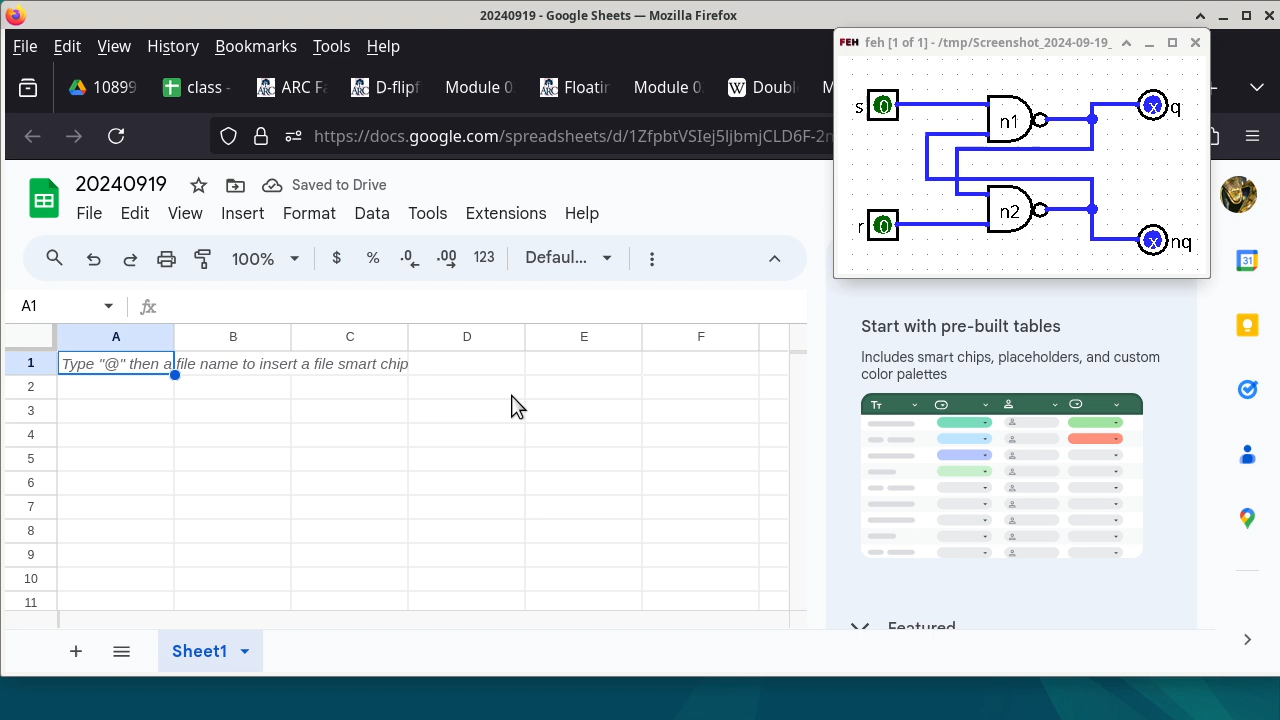 20240919 - Google Sheets — Mozilla Firefox
File Edit View History Bookmarks Tools Help
10899 class - ARC Fa D-flipf Module 0 Floatin Module 0 Doubl
https://docs.google.com/spreadsheets/d/1ZfpbtVSIej5ljbmjCLD6F-2n
FEH feh [1 of 1] - /tmp/Screenshot_2024-09-19_
s 0 n1 x q
r 0 n2 x nq
20240919 Saved to Drive
File Edit View Insert Format Data Tools Extensions Help
100% $ % .0 .00 123 Defaul...
A1 fx
A B C D E F
1 Type "@" then a file name to insert a file smart chip
2
3
4
5
6
7
8
9
10
11
Start with pre-built tables
Includes smart chips, placeholders, and custom
color palettes
Tт
Featured
31
Sheet1